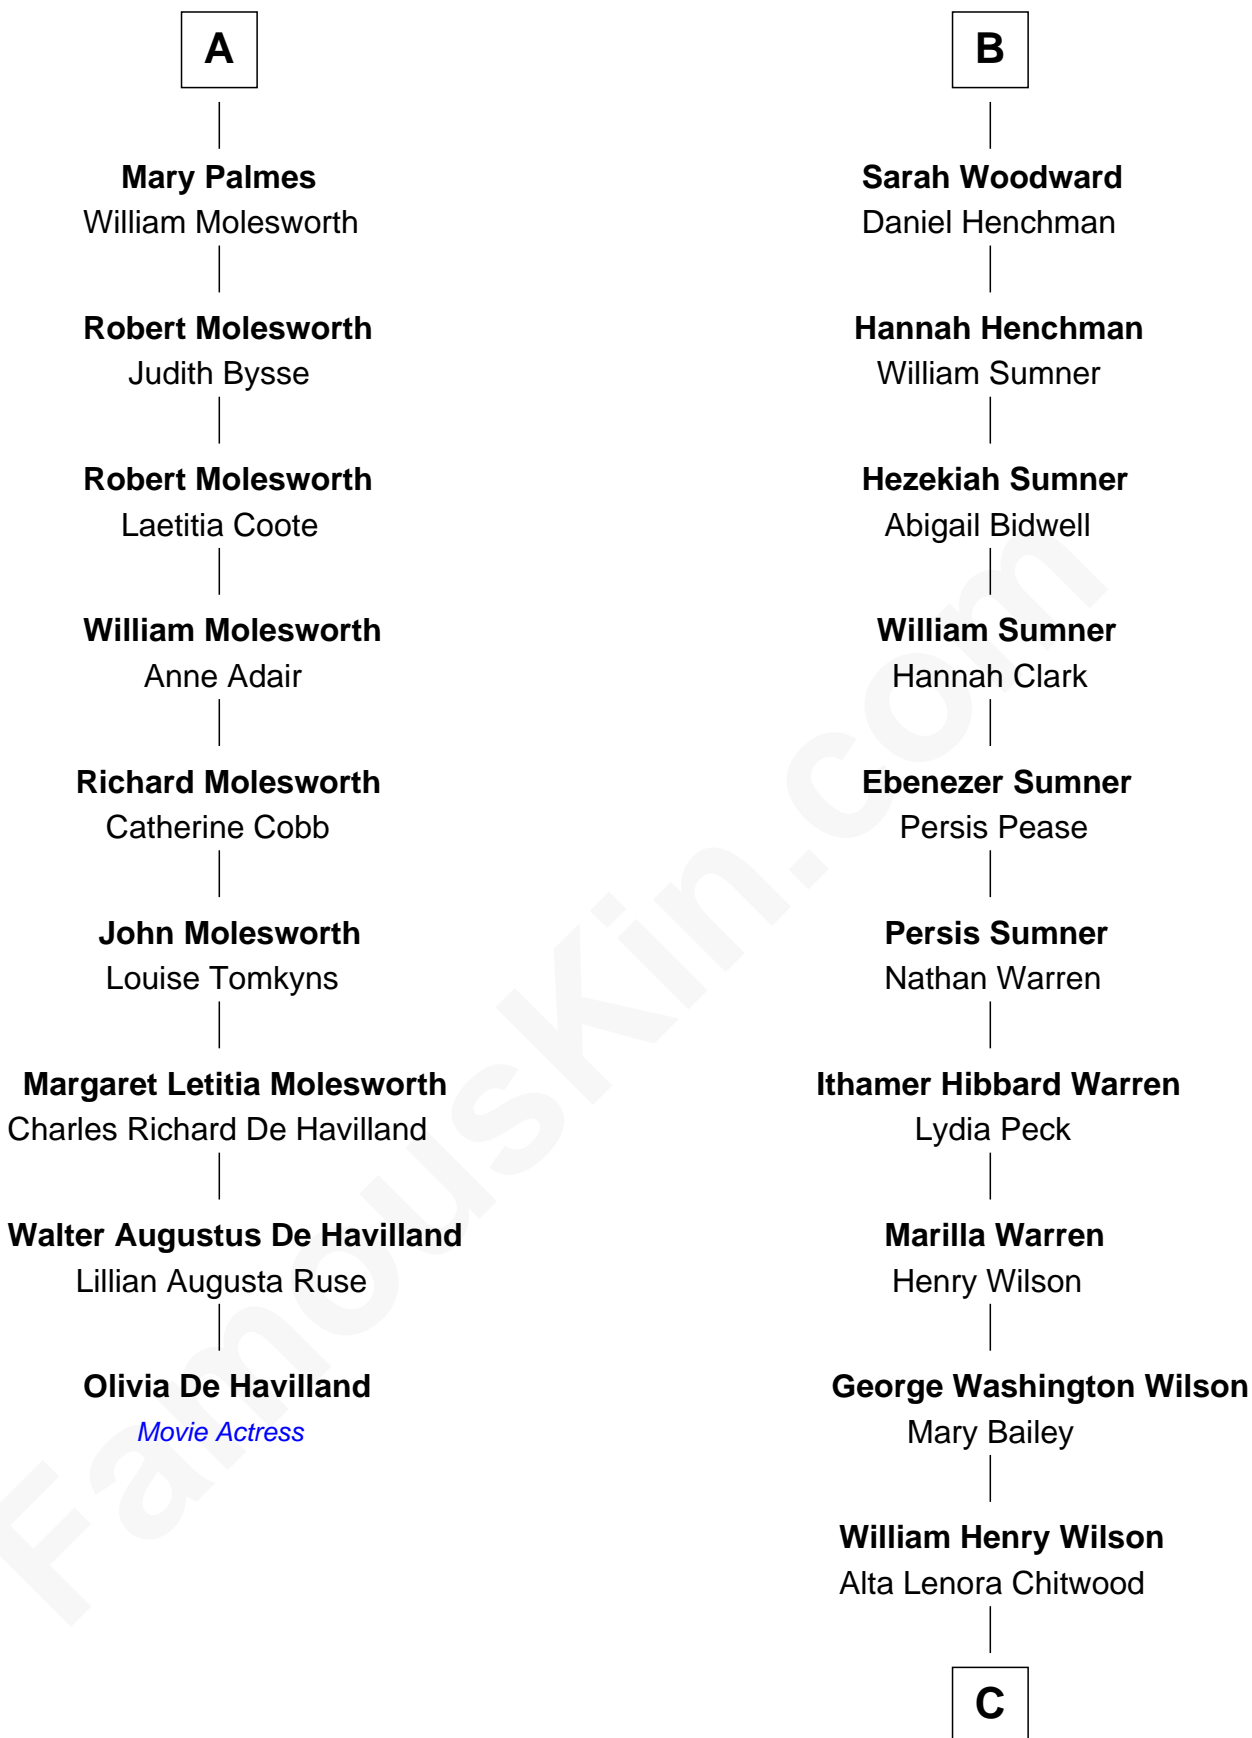 A
Mary Palmes
William Molesworth
Robert Molesworth
Judith Bysse
Robert Molesworth
Laetitia Coote
William Molesworth
Anne Adair
Richard Molesworth
Catherine Cobb
John Molesworth
Louise Tomkyns
Margaret Letitia Molesworth
Charles Richard De Havilland
Walter Augustus De Havilland
Lillian Augusta Ruse
Olivia De Havilland
Movie Actress
B
Sarah Woodward
Daniel Henchman
Hannah Henchman
William Sumner
Hezekiah Sumner
Abigail Bidwell
William Sumner
Hannah Clark
Ebenezer Sumner
Persis Pease
Persis Sumner
Nathan Warren
Ithamer Hibbard Warren
Lydia Peck
Marilla Warren
Henry Wilson
George Washington Wilson
Mary Bailey
William Henry Wilson
Alta Lenora Chitwood
C
FamousKin.com